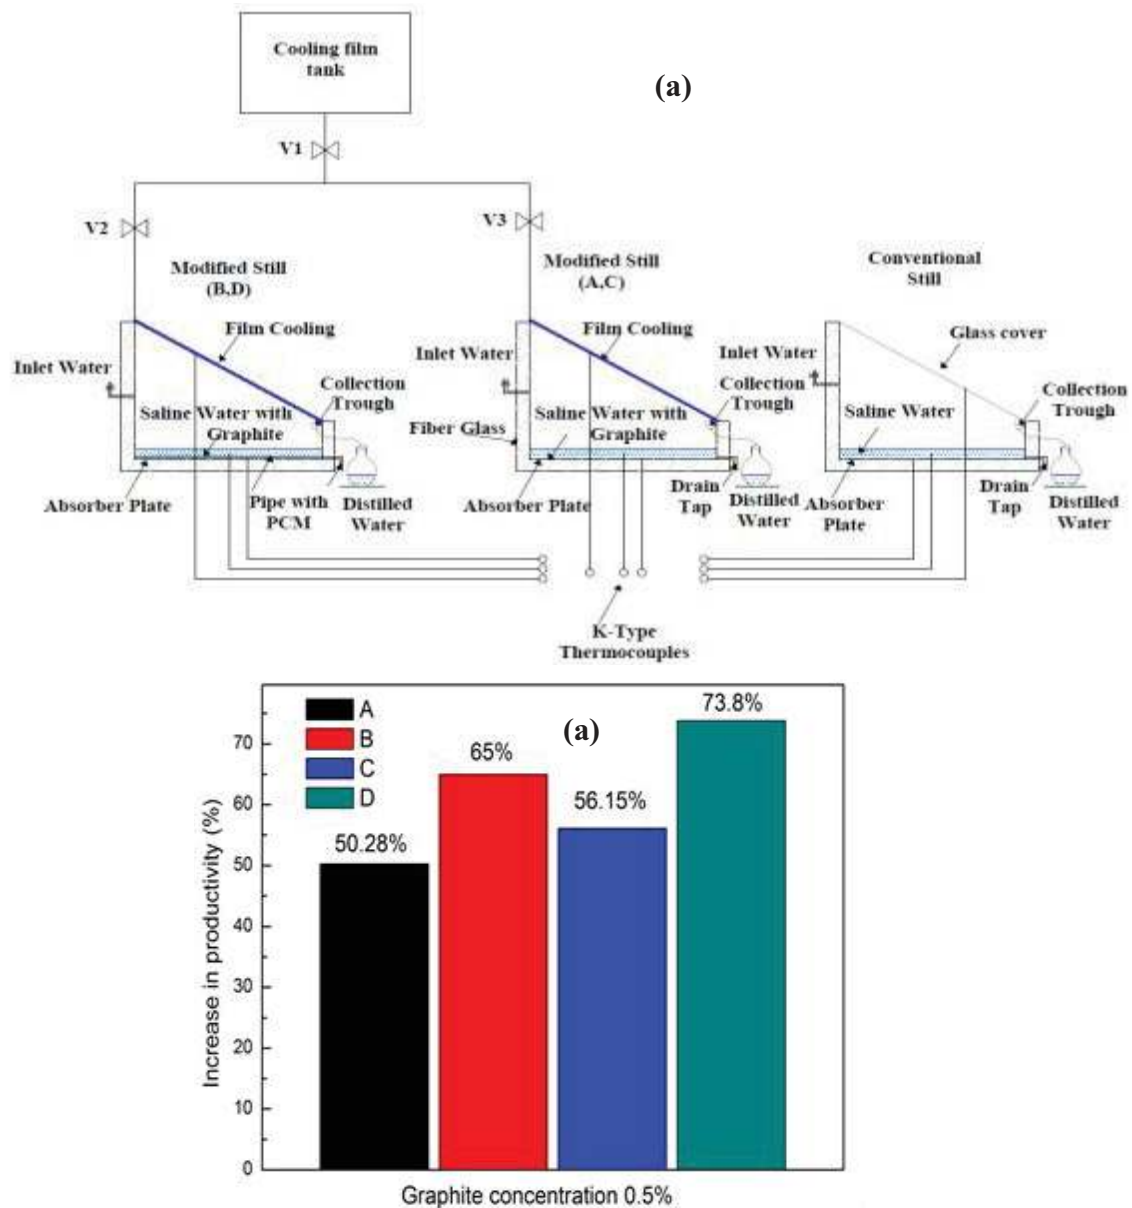 Cooling film
tank
(a)
V1
V2
V3
Modified Still
(B,D)
Modified Still
(A,C)
Conventional
Still
Film Cooling
Film Cooling
Glass cover
Inlet Water
Inlet Water
Inlet Water
Collection
Trough
Collection
Trough
Collection
Trough
Saline Water with
Graphite
Fiber Glass
Saline Water with
Graphite
Saline Water
Absorber Plate
Pipe with
PCM
Distilled
Water
Absorber Plate
Drain
Tap
Distilled
Water
Absorber
Plate
Drain
Tap
Distilled
Water
K-Type
Thermocouples
A
B
C
D
(a)
50.28%
65%
56.15%
73.8%
Increase in productivity (%)
70
60
50
40
30
20
10
0
Graphite concentration 0.5%